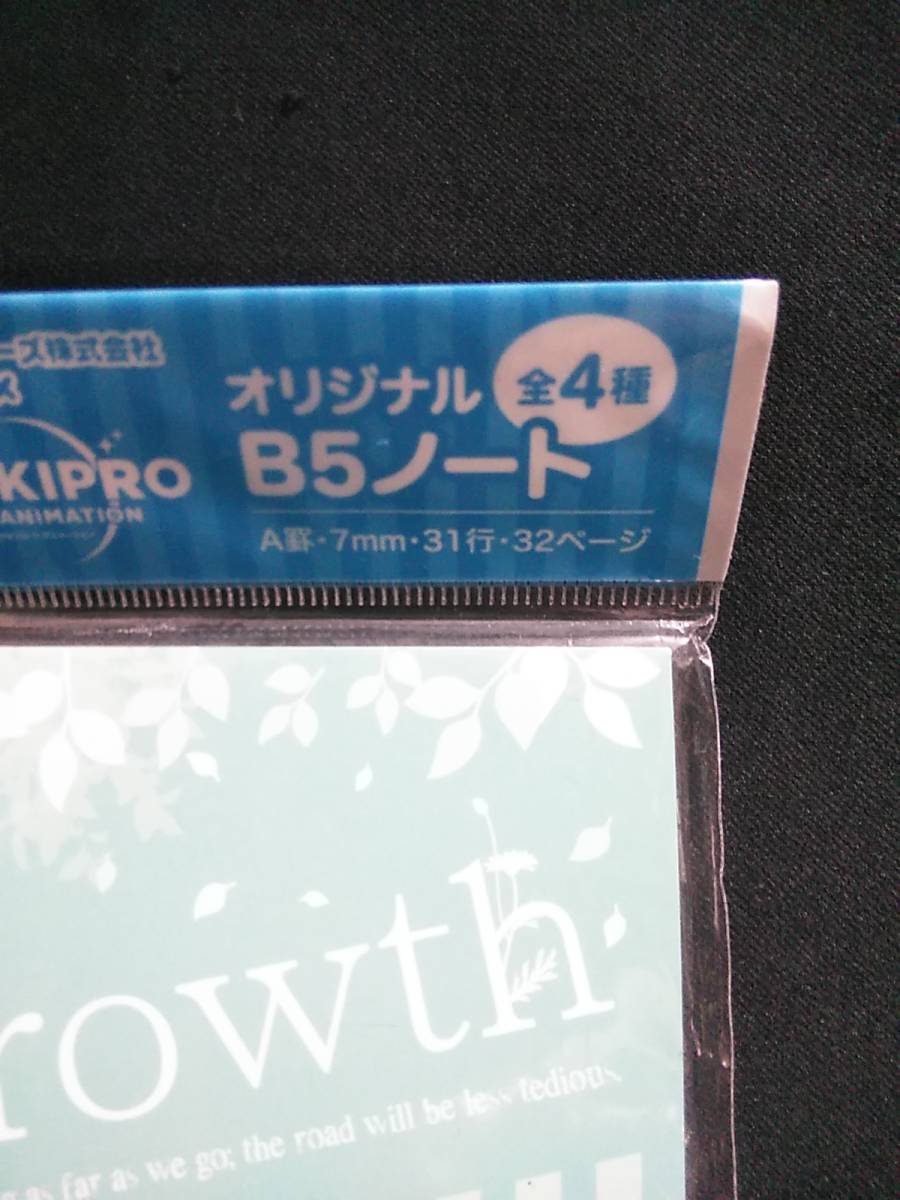 ーズ株式会社
KIPRO
ANIMATION
オリジナル
全4種
B5ノート
A罫・7mm・31行・32ページ
rowth
as far as we go; the road will be less tedious